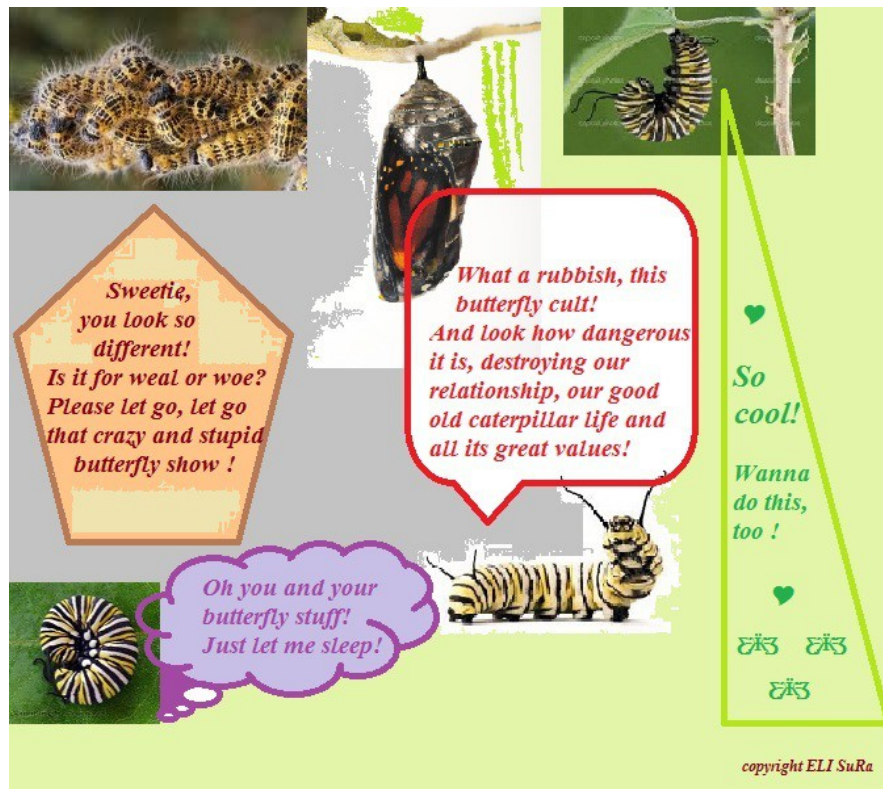 Sweetie,
you look so
different!
Is it for weal or woe?
Please let go, let go
that crazy and stupid
butterfly show !
What a rubbish, this
butterfly cult!
And look how dangerous
it is, destroying our
relationship, our good
old caterpillar life and
all its great values!
So
cool!
Wanna
do this,
too !
Oh you and your
butterfly stuff!
Just let me sleep!
copyright ELI SuRa